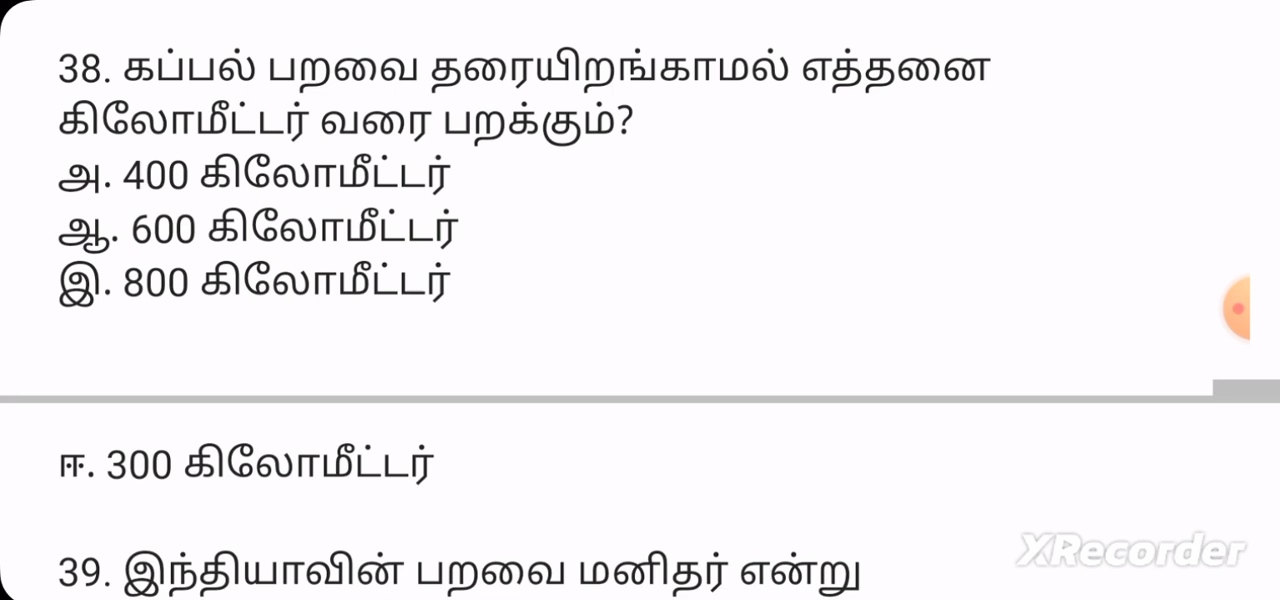 38. கப்பல் பறவை தரையிறங்காமல் எத்தனை
கிலோமீட்டர் வரை பறக்கும்?
அ. 400 கிலோமீட்டர்
ஆ. 600 கிலோமீட்டர்
இ. 800 கிலோமீட்டர்
ஈ. 300 கிலோமீட்டர்
XRecorder
39. இந்தியாவின் பறவை மனிதர் என்று